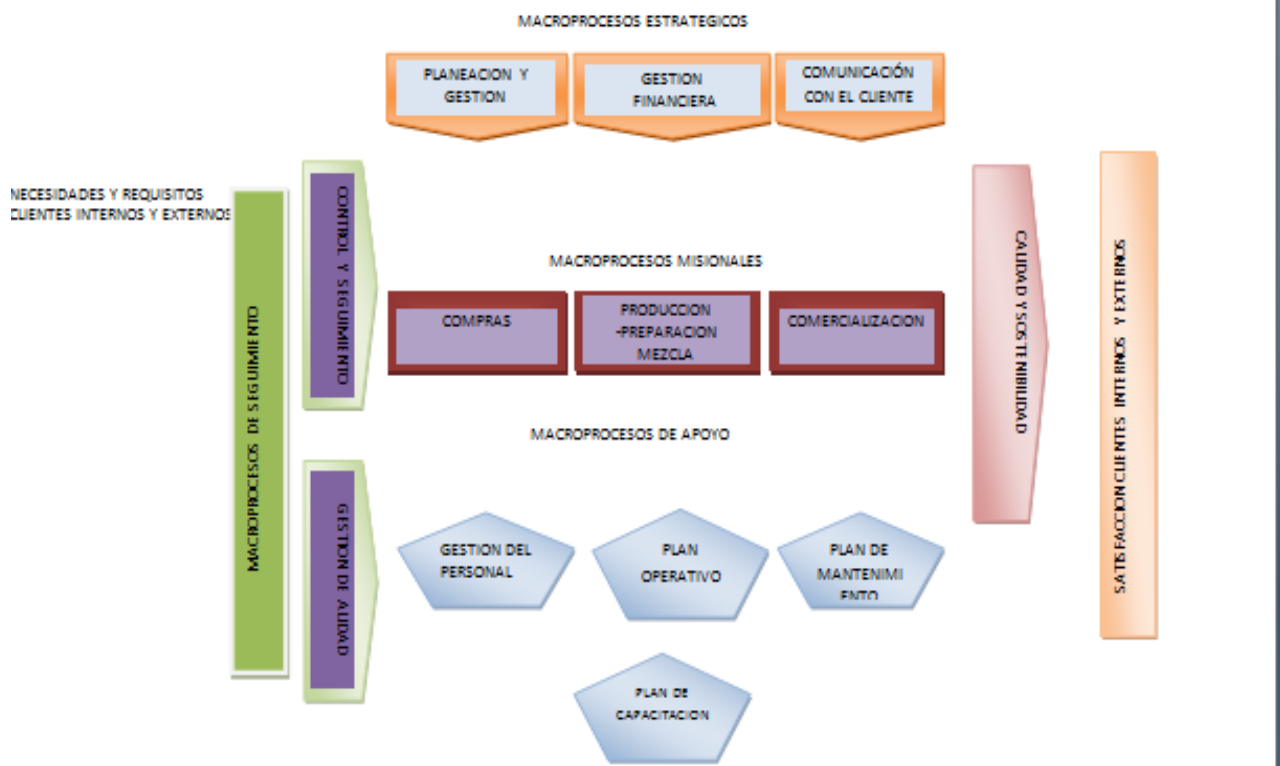 MACROPROCESOS ESTRATEGICOS
PLANEACION Y
GESTION
GESTION
FINANCIERA
COMUNICACIÓN
CON EL CLIENTE
NECESIDADES Y REQUISITOS
CLIENTES INTERNOS Y EXTERNOS
MACROPROCESOS DE SEGUIMIENTO
CONTROL Y SEGUIMIENTO
GESTION DE ALIDAD
MACROPROCESOS MISIONALES
COMPRAS
PRODUCCION
-PREPARACION
MEZCLA
COMERCIALIZACION
MACROPROCESOS DE APOYO
GESTION DEL
PERSONAL
PLAN
OPERATIVO
PLAN DE
MANTENIMI
ENTO
PLAN DE
CAPACITACION
CALIDAD Y SOSTENIBILIDAD
SATISFACCION CLIENTES INTERNOS Y EXTERNOS